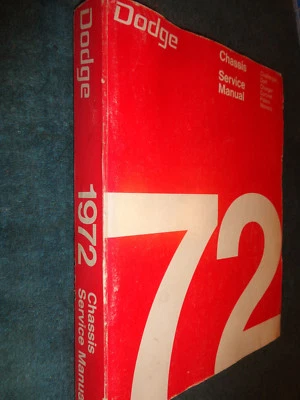 Dodge
Chassis
Service
Manual
72
Dodge 1972 Chassis
Service Manual